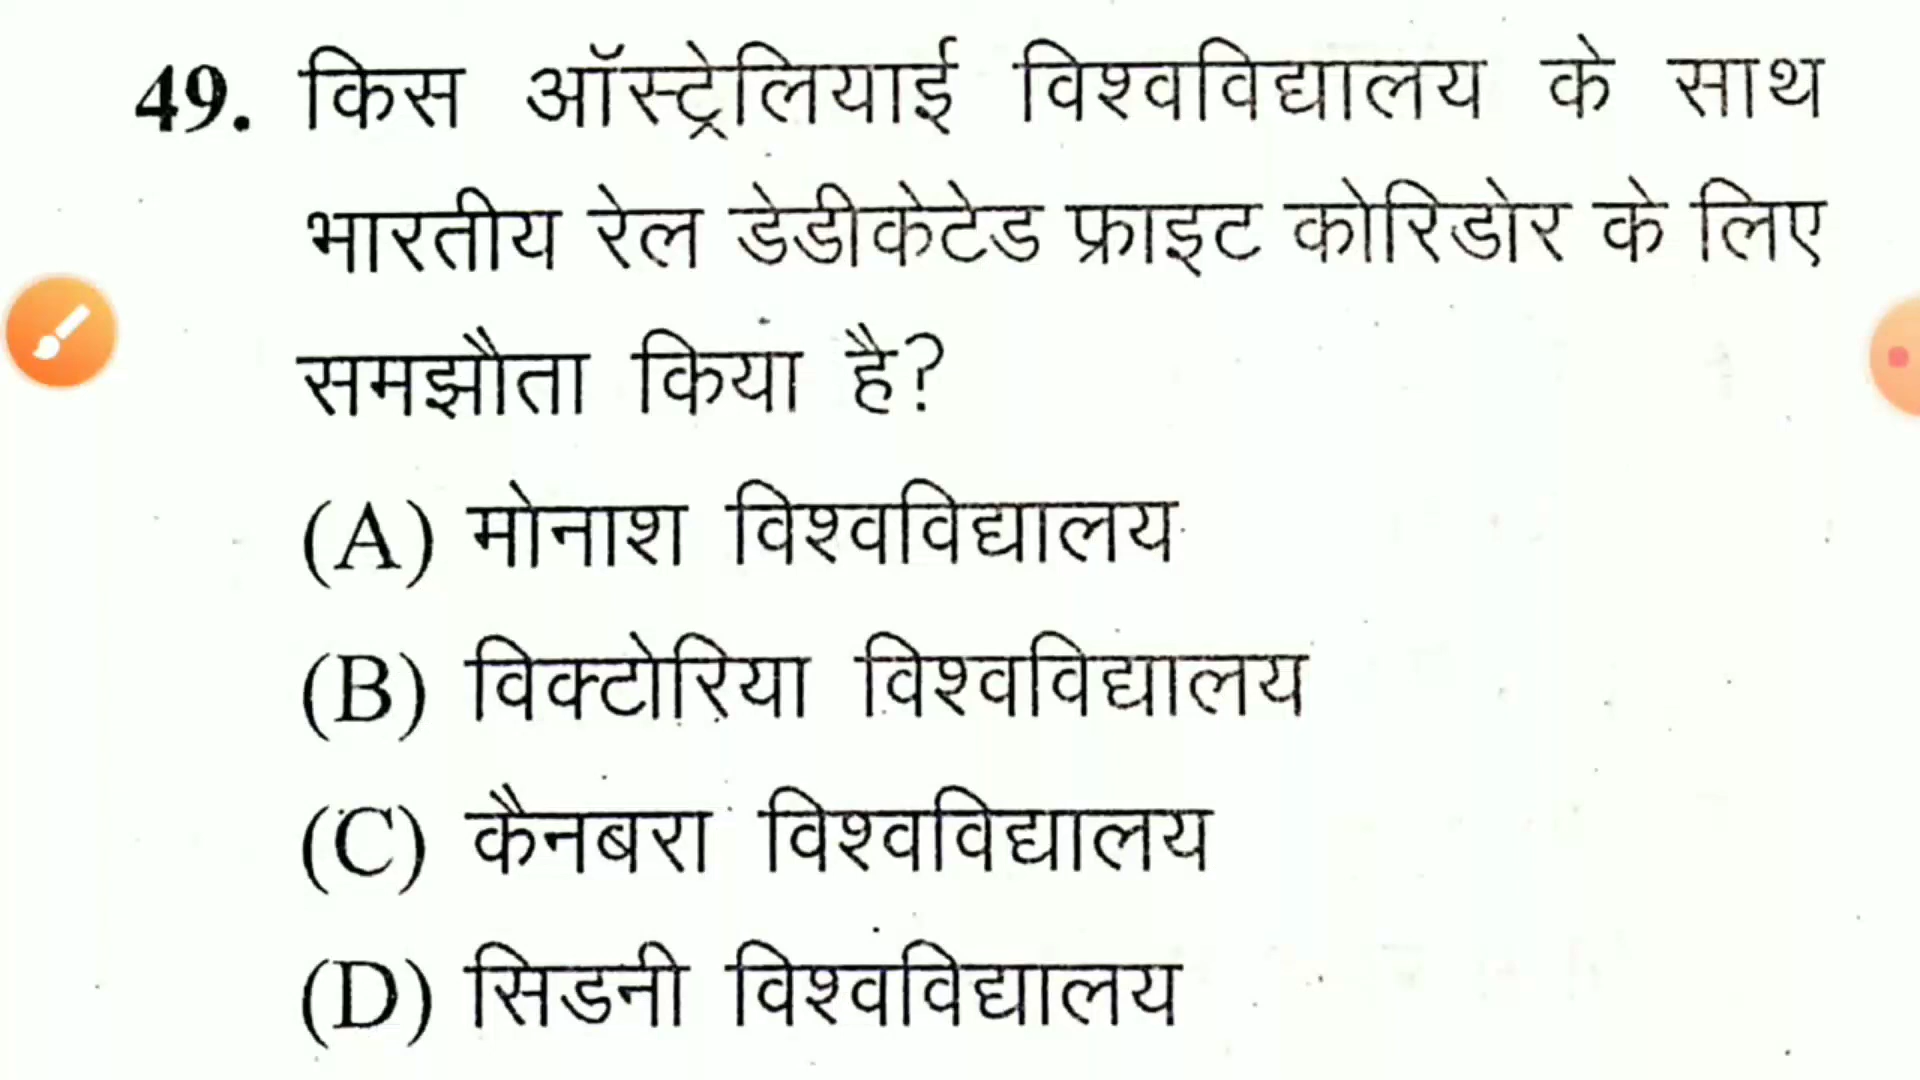 49. किस ऑस्ट्रेलियाई विश्वविद्यालय के साथ
भारतीय रेल डेडीकेटेड फ्राइट कोरिडोर के लिए
समझौता किया है?
(A) मोनाश विश्वविद्यालय
(B) विक्टोरिया विश्वविद्यालय
(C) कैनबरा विश्वविद्यालय
(D) सिडनी विश्वविद्यालय